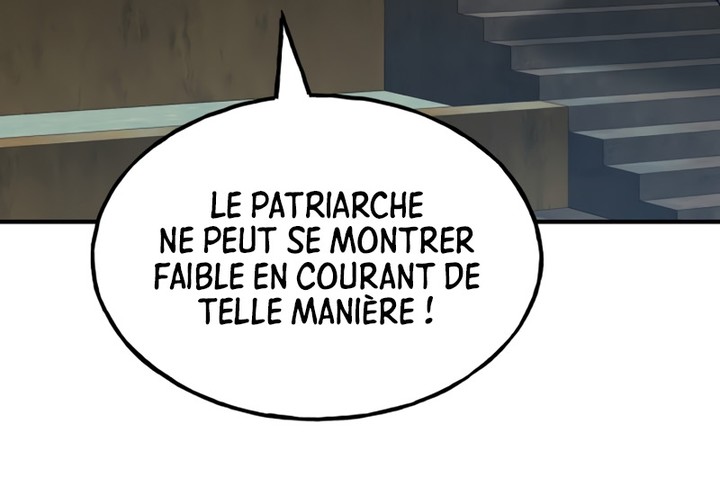 LE PATRIARCHE
NE PEUT SE MONTRER
FAIBLE EN COURANT DE
TELLE MANIÈRE !